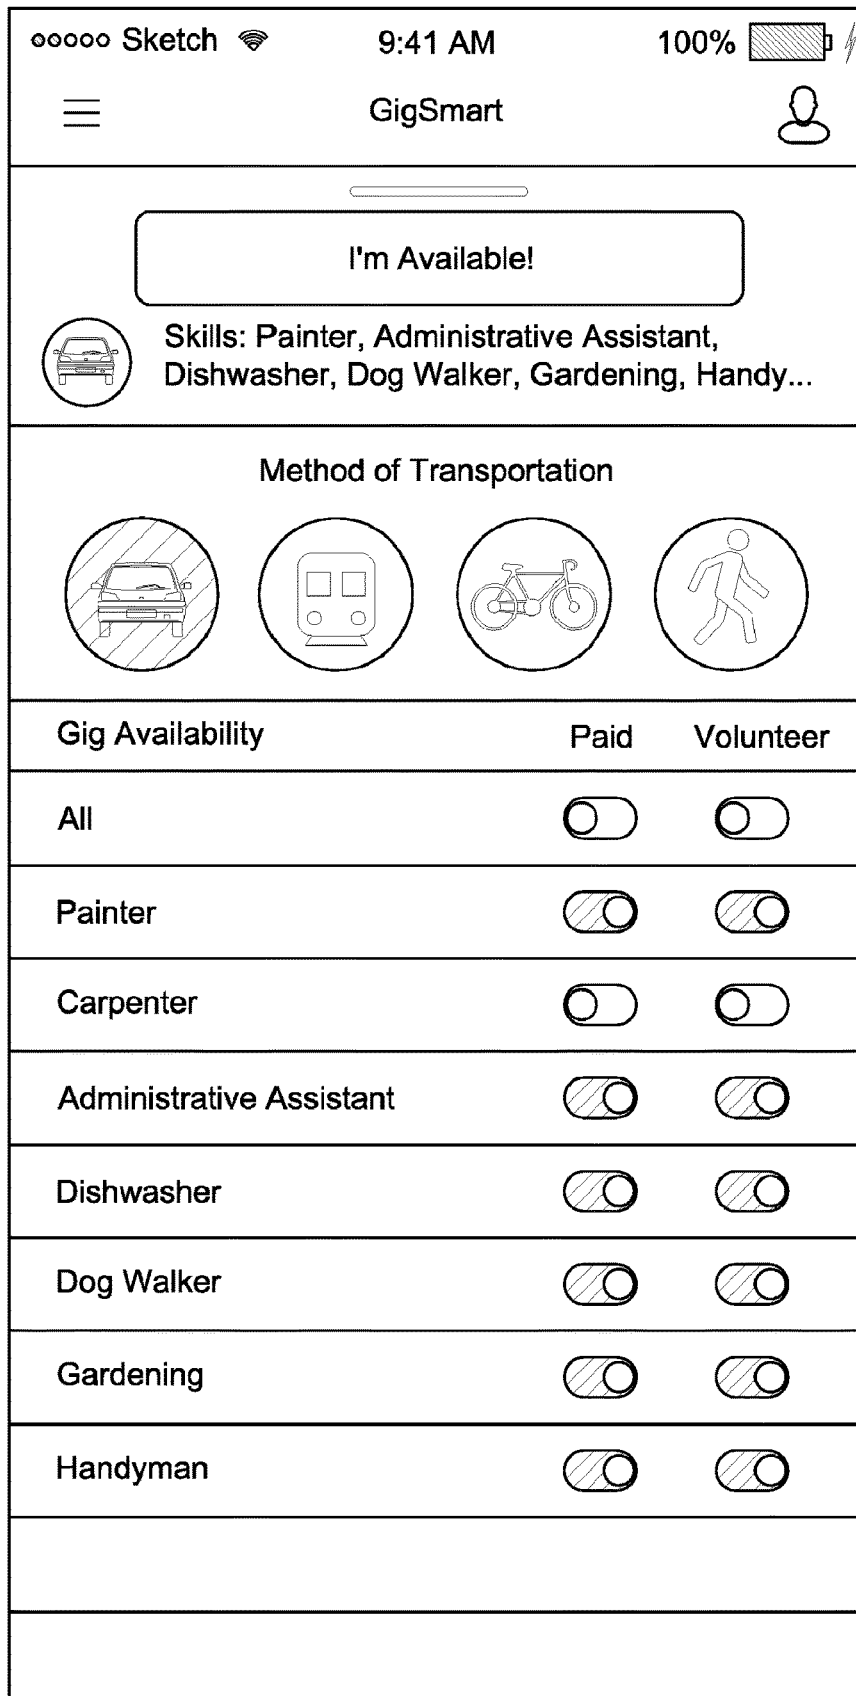 Sketch 9:41 AM 100%
GigSmart
I'm Available!
Skills: Painter, Administrative Assistant,
Dishwasher, Dog Walker, Gardening, Handy...
Method of Transportation
Gig Availability Paid Volunteer
All
Painter
Carpenter
Administrative Assistant
Dishwasher
Dog Walker
Gardening
Handyman